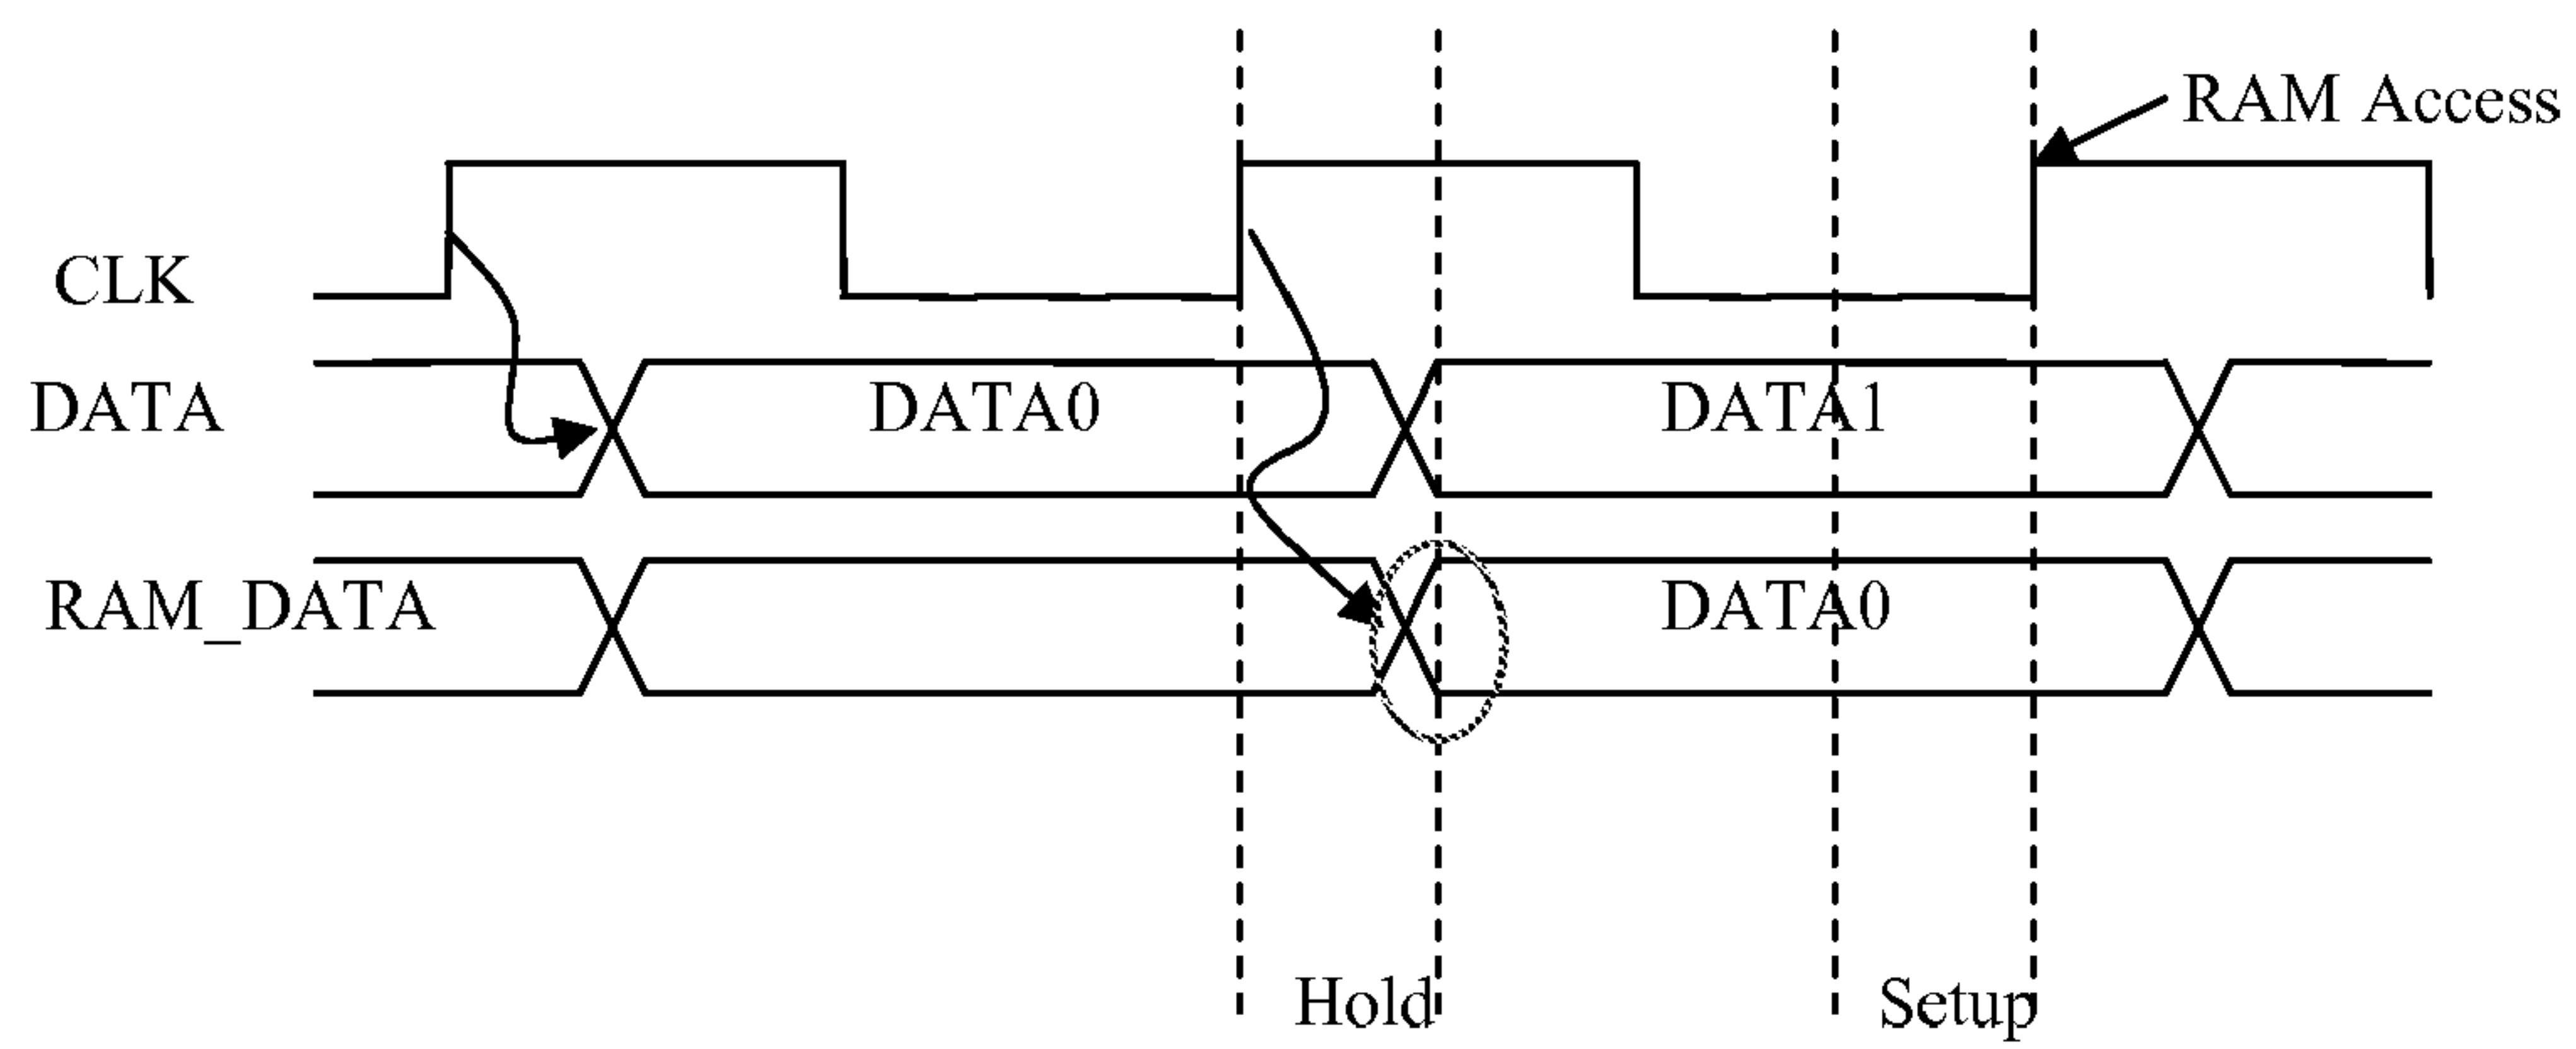 RAM Access
CLK
DATA DATA0 DATA1
RAM_DATA DATA0
Hold Setup